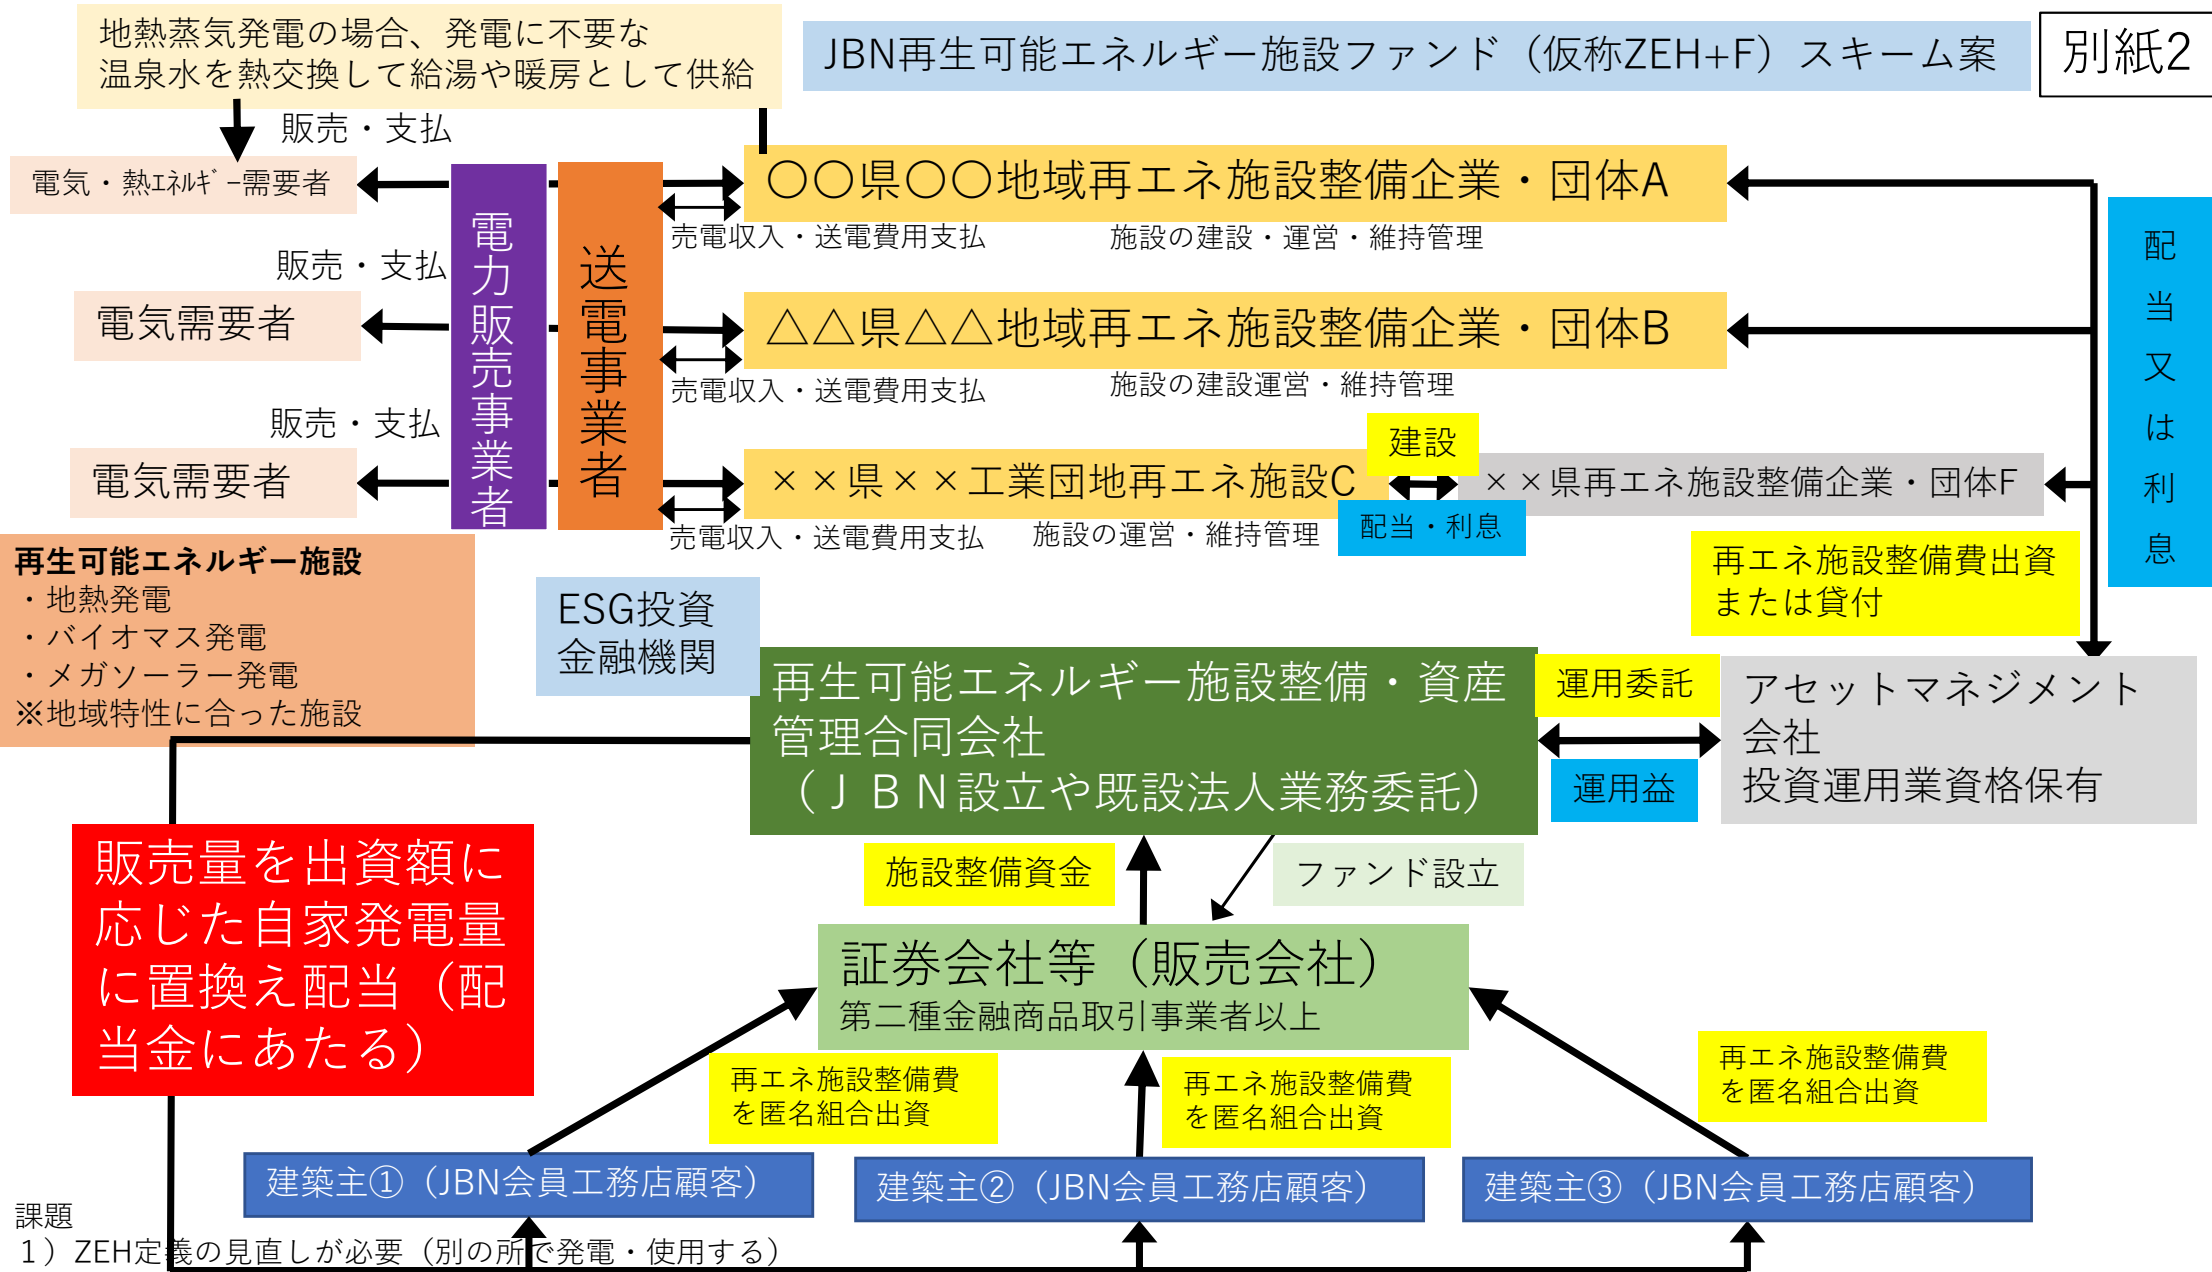 地熱蒸気発電の場合、発電に不要な
温泉水を熱交換して給湯や暖房として供給
JBN再生可能エネルギー施設ファンド（仮称ZEH+F）スキーム案
別紙2
販売・支払
電気・熱ｴﾈﾙｷﾞｰ需要者
電力販売事業者
送電事業者
〇〇県〇〇地域再エネ施設整備企業・団体A
売電収入・送電費用支払
施設の建設・運営・維持管理
配当又は利息
販売・支払
電気需要者
△△県△△地域再エネ施設整備企業・団体B
売電収入・送電費用支払
施設の建設運営・維持管理
販売・支払
電気需要者
建設
××県××工業団地再エネ施設C
××県再エネ施設整備企業・団体F
売電収入・送電費用支払
施設の運営・維持管理
配当・利息
再生可能エネルギー施設
・地熱発電
・バイオマス発電
・メガソーラー発電
※地域特性に合った施設
ESG投資
金融機関
再エネ施設整備費出資
または貸付
再生可能エネルギー施設整備・資産
管理合同会社
（ＪＢＮ設立や既設法人業務委託）
運用委託
運用益
アセットマネジメント
会社
投資運用業資格保有
販売量を出資額に
応じた自家発電量
に置換え配当（配
当金にあたる）
施設整備資金
ファンド設立
証券会社等（販売会社）
第二種金融商品取引事業者以上
再エネ施設整備費
を匿名組合出資
再エネ施設整備費
を匿名組合出資
再エネ施設整備費
を匿名組合出資
建築主①（JBN会員工務店顧客）
建築主②（JBN会員工務店顧客）
建築主③（JBN会員工務店顧客）
課題
１）ZEH定義の見直しが必要（別の所で発電・使用する）